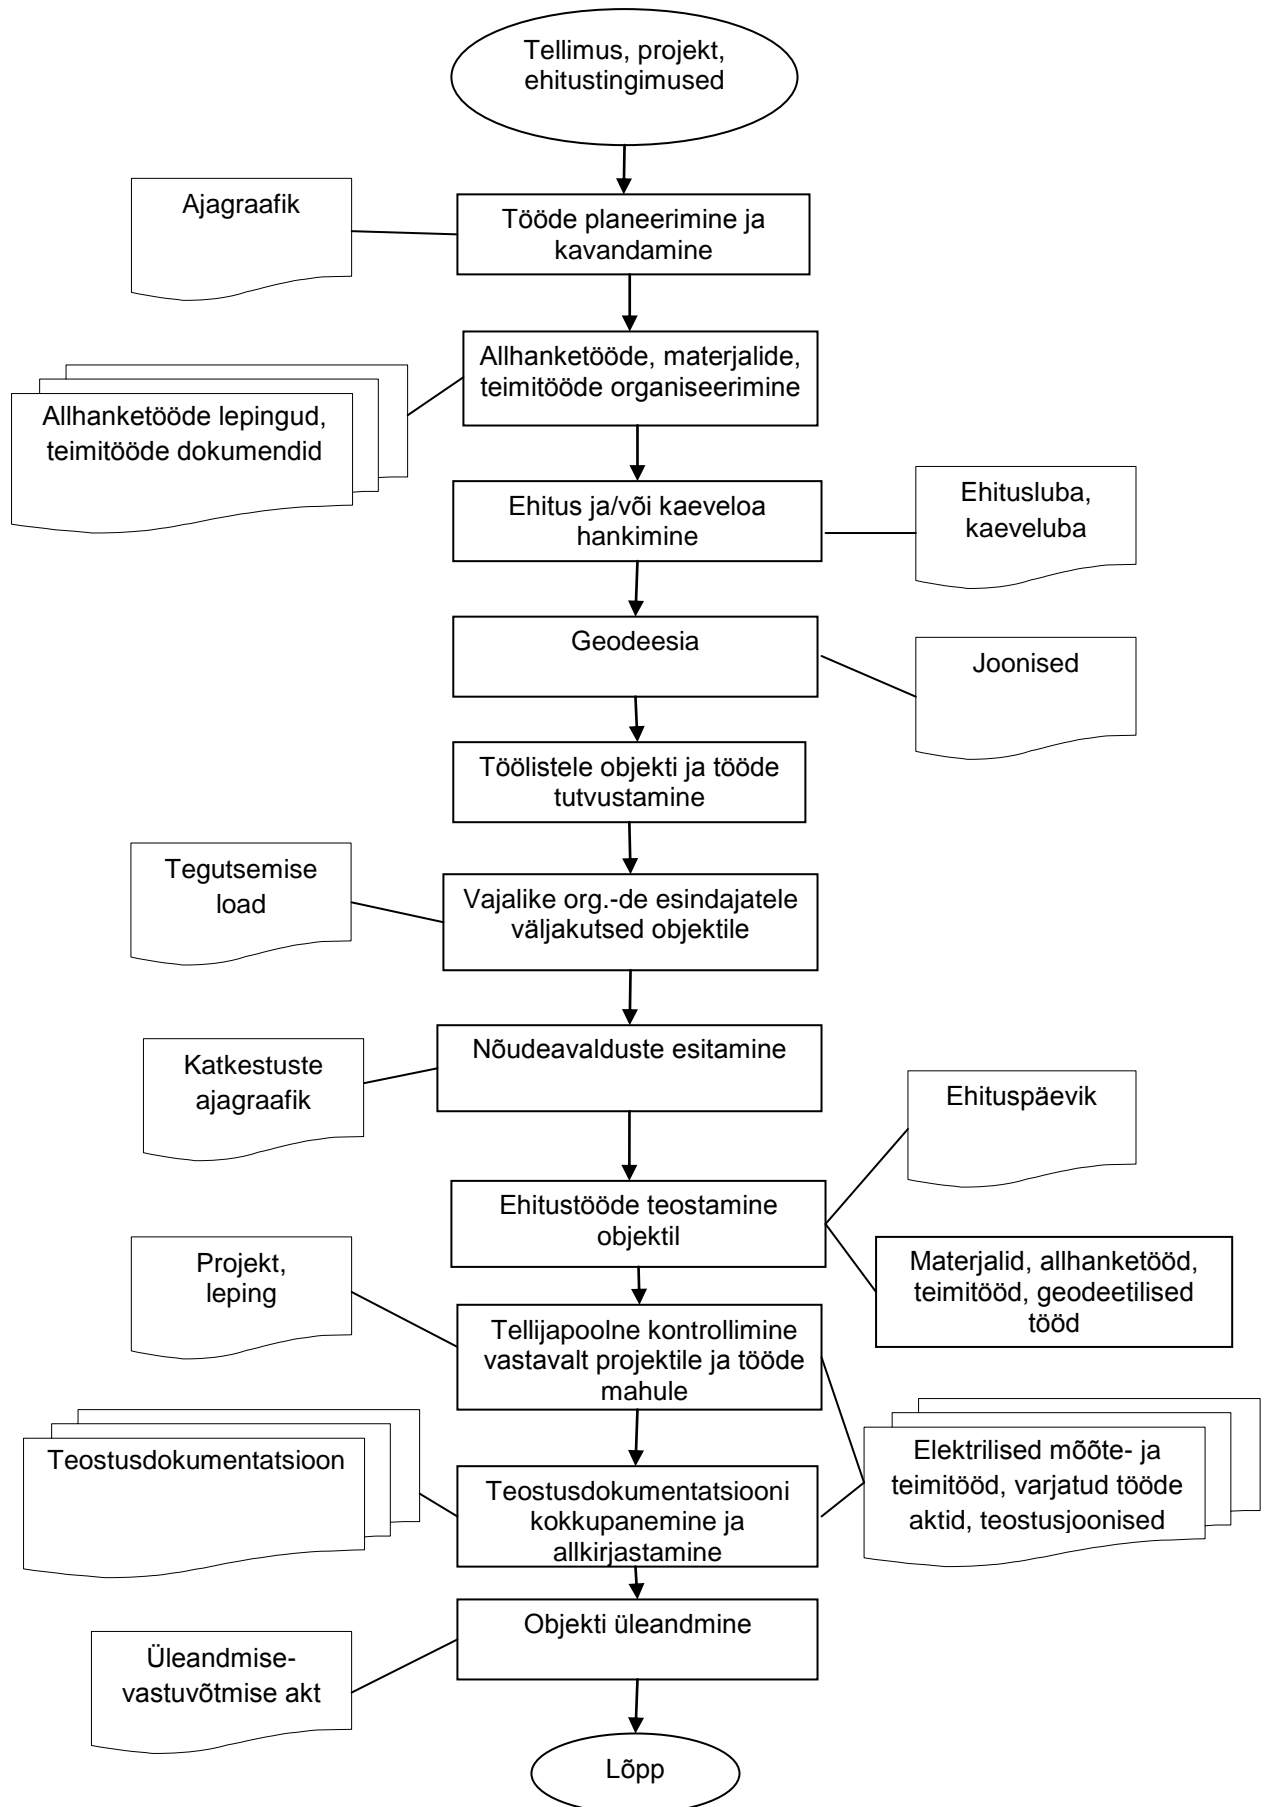 Tellimus, projekt,
ehitustingimused
Ajagraafik
Tööde planeerimine ja
kavandamine
Allhanketööde, materjalide,
teimitööde organiseerimine
Allhanketööde lepingud,
teimitööde dokumendid
Ehitus ja/või kaeveloa
hankimine
Ehitusluba,
kaeveluba
Geodeesia
Joonised
Töölistele objekti ja tööde
tutvustamine
Tegutsemise
load
Vajalike org.-de esindajatele
väljakutsed objektile
Nõudeavalduste esitamine
Katkestuste
ajagraafik
Ehituspäevik
Ehitustööde teostamine
objektil
Materjalid, allhanketööd,
teimitööd, geodeetilised
tööd
Projekt,
leping
Tellijapoolne kontrollimine
vastavalt projektile ja tööde
mahule
Teostusdokumentatsioon
Elektrilised mõõte- ja
teimitööd, varjatud tööde
aktid, teostusjoonised
Teostusdokumentatsiooni
kokkupanemine ja
allkirjastamine
Objekti üleandmine
Üleandmise-
vastuvõtmise akt
Lõpp